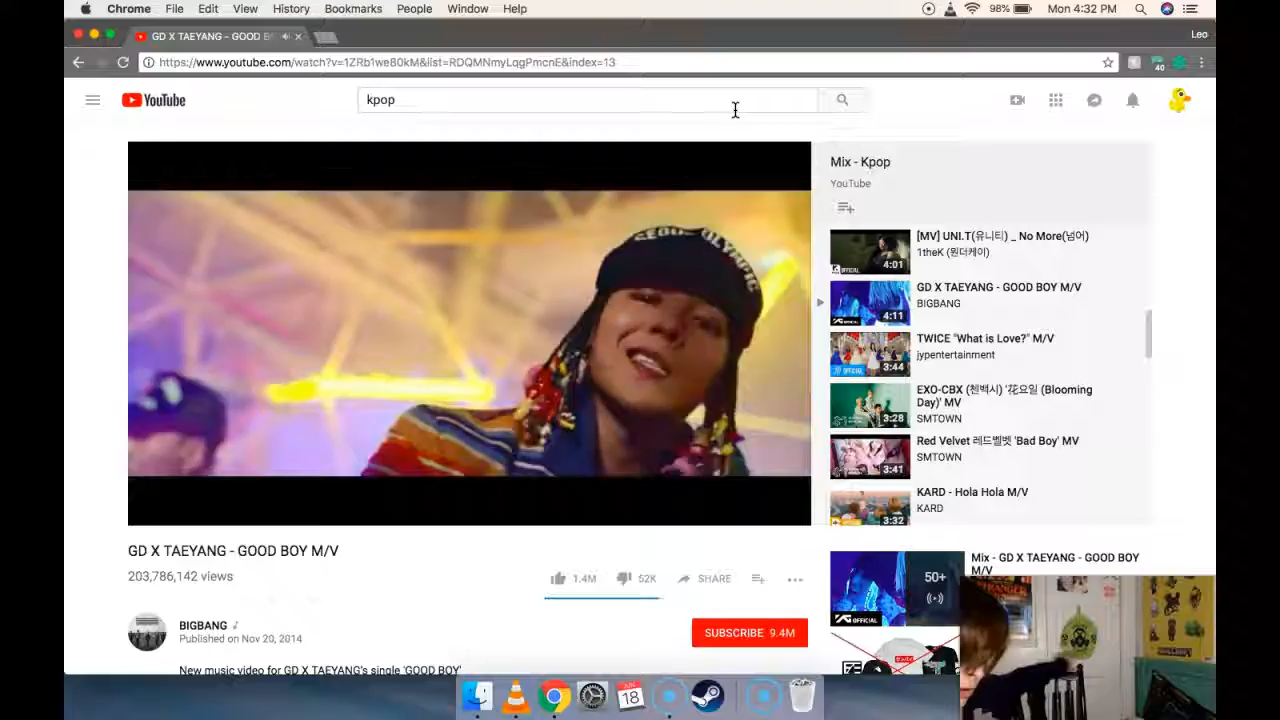 Chrome File Edit View History Bookmarks People Window Help 98% Mon 4:32 PM
GD X TAEYANG - GOOD B
Leo
https://www.youtube.com/watch?v=1ZRb1we80kM&list=RDQMNmyLqgPmcnE&index=13
40
YouTube
kpop
SEOUL OLYMPIC
Mix - Kpop
YouTube
[MV] UNI.T(유니티) _ No More(넘어)
1theK (원더케이)
4:01
GD X TAEYANG - GOOD BOY M/V
BIGBANG
4:11
TWICE "What is Love?" M/V
jypentertainment
3:44
EXO-CBX (첸백시) '花요일 (Blooming
Day)' MV
SMTOWN
3:28
Red Velvet 레드벨벳 'Bad Boy' MV
SMTOWN
3:41
KARD - Hola Hola M/V
KARD
3:32
GD X TAEYANG - GOOD BOY M/V
203,786,142 views
1.4M 52K SHARE
BIGBANG
Published on Nov 20, 2014
SUBSCRIBE 9.4M
New music video for GD X TAEYANG's single 'GOOD BOY'
Mix - GD X TAEYANG - GOOD BOY
M/V
50+
OFFICIAL
18